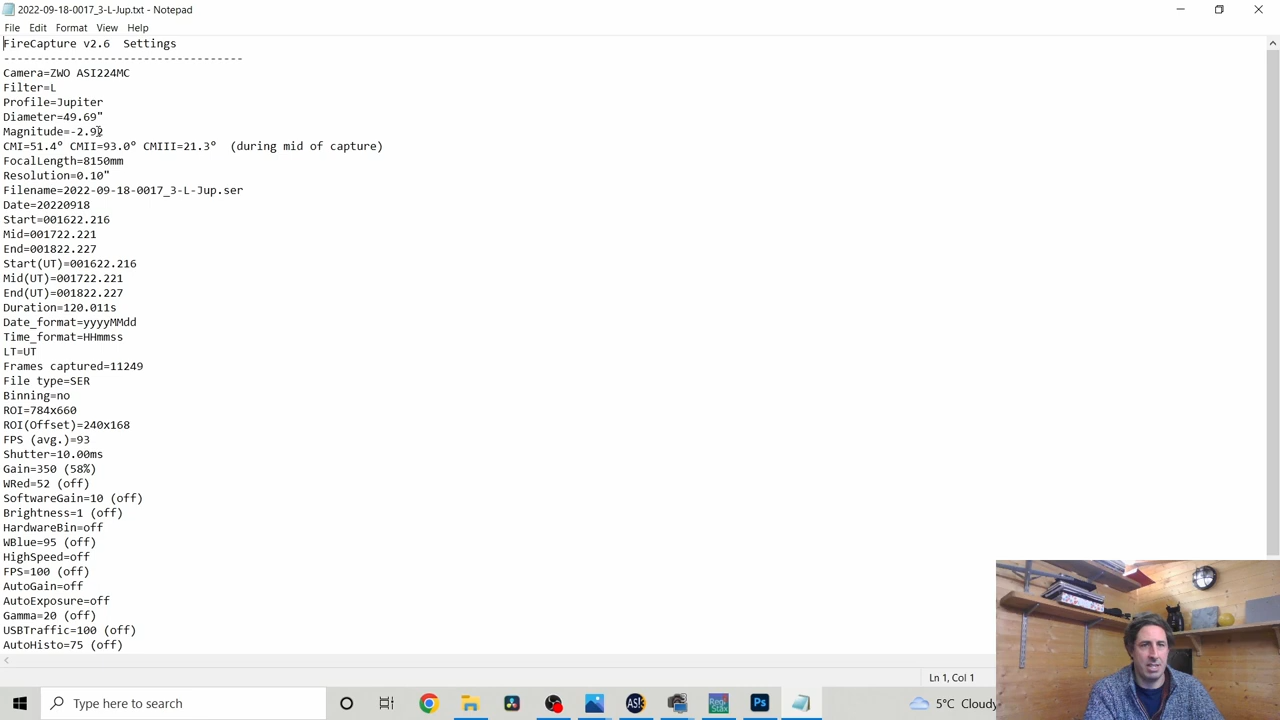 2022-09-18-0017_3-L-Jup.txt - Notepad
File Edit Format View Help
FireCapture v2.6 Settings
------------------------------------
Camera=ZWO ASI224MC
Filter=L
Profile=Jupiter
Diameter=49.69"
Magnitude=-2.92
CMI=51.4° CMII=93.0° CMIII=21.3° (during mid of capture)
FocalLength=8150mm
Resolution=0.10"
Filename=2022-09-18-0017_3-L-Jup.ser
Date=20220918
Start=001622.216
Mid=001722.221
End=001822.227
Start(UT)=001622.216
Mid(UT)=001722.221
End(UT)=001822.227
Duration=120.011s
Date_format=yyyyMMdd
Time_format=HHmmss
LT=UT
Frames captured=11249
File type=SER
Binning=no
ROI=784x660
ROI(Offset)=240x168
FPS (avg.)=93
Shutter=10.00ms
Gain=350 (58%)
WRed=52 (off)
SoftwareGain=10 (off)
Brightness=1 (off)
HardwareBin=off
WBlue=95 (off)
HighSpeed=off
FPS=100 (off)
AutoGain=off
AutoExposure=off
Gamma=20 (off)
USBTraffic=100 (off)
AutoHisto=75 (off)
Ln 1, Col 1
Type here to search
AS!
Regi Stax
Ps
5°C Cloudy